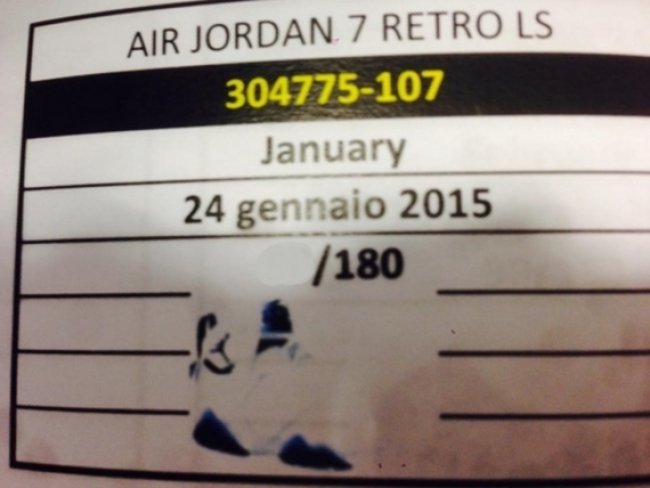 AIR JORDAN 7 RETRO LS
304775-107
January
24 gennaio 2015
/180